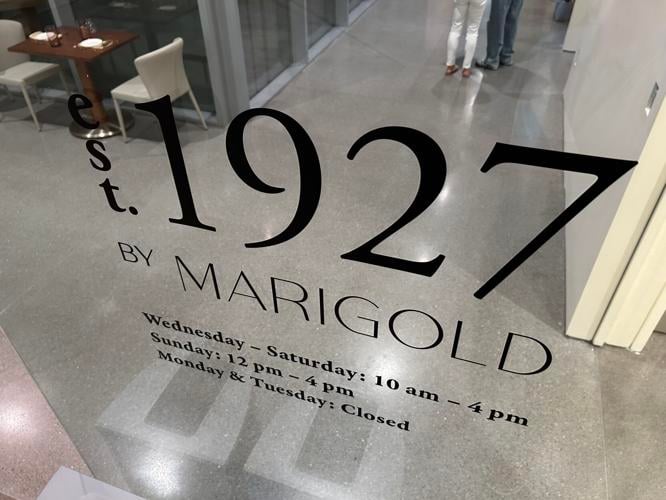 est. 1927
BY MARIGOLD
Wednesday – Saturday: 10 am – 4 pm
Sunday: 12 pm – 4 pm
Monday & Tuesday: Closed